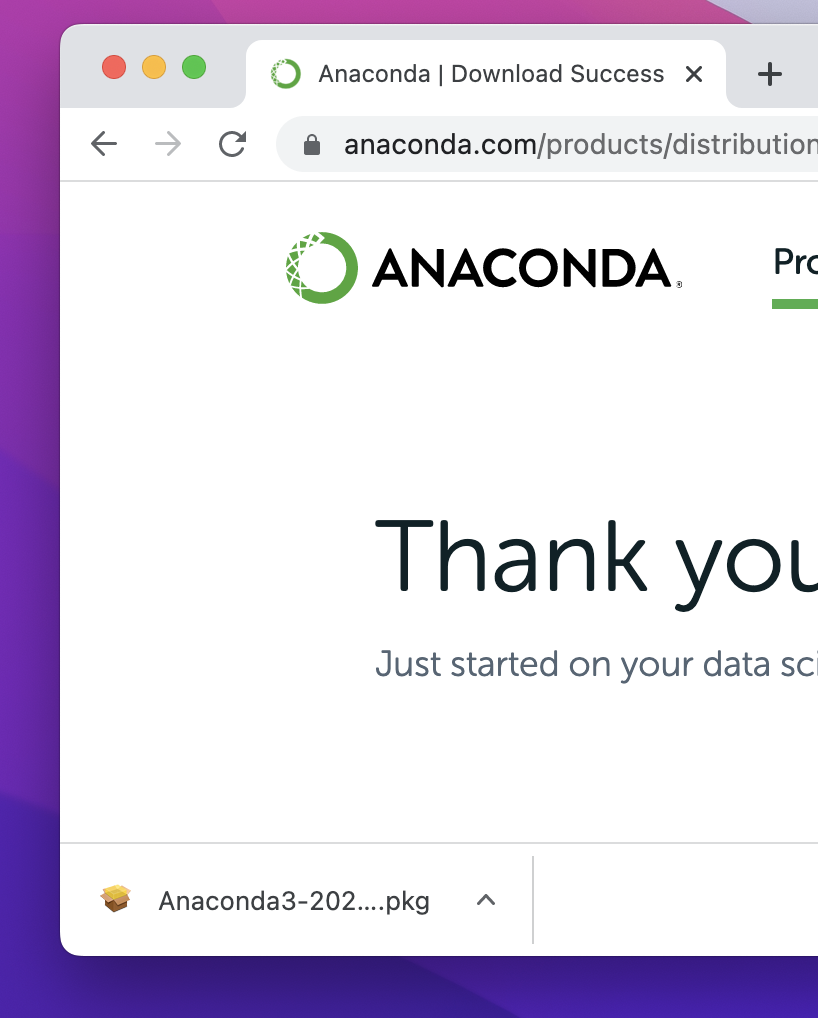 Anaconda | Download Success
anaconda.com/products/distribution
ANACONDA®
Pro
Thank you
Just started on your data sci
Anaconda3-202....pkg